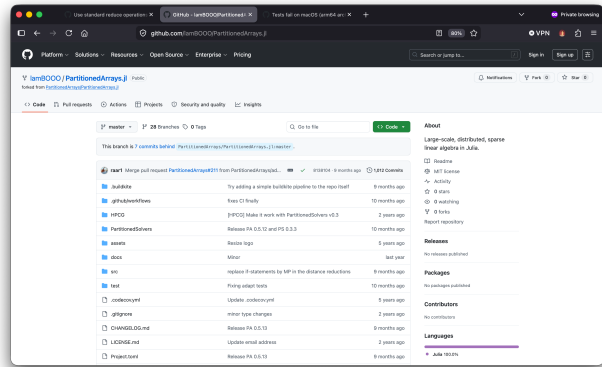 Use standard reduce operation
GitHub - IamBOOO/Partitioned
Tests fail on macOS (arm64 arc
Private browsing
github.com/IamBOOO/PartitionedArrays.jl
80%
VPN
Platform
Solutions
Resources
Open Source
Enterprise
Pricing
Search or jump to...
Sign in
Sign up
IamBOOO / PartitionedArrays.jl Public
forked from PartitionedArrays/PartitionedArrays.jl
Notifications
Fork 0
Star 0
Code
Pull requests
Actions
Projects
Security and quality
Insights
master
28 Branches
0 Tags
Go to file
Code
This branch is 7 commits behind PartitionedArrays/PartitionedArrays.jl:master.
raar1 Merge pull request PartitionedArrays#211 from PartitionedArrays/ad... 9 months ago 1,012 Commits
.buildkite Try adding a simple buildkite pipeline to the repo itself 9 months ago
.github/workflows fixes CI finally 10 months ago
HPCG [HPCG] Make it work with PartitionedSolvers v0.3 2 years ago
PartitionedSolvers Release PA 0.5.12 and PS 0.3.3 10 months ago
assets Resize logo 5 years ago
docs Minor last year
src replace if-statements by MP in the distance reductions 9 months ago
test Fixing adapt tests 10 months ago
.codecov.yml Update .codecov.yml 5 years ago
.gitignore minor type changes 2 years ago
CHANGELOG.md Release PA 0.5.13 9 months ago
LICENSE.md Update email address 2 years ago
Project.toml Release PA 0.5.13 9 months ago
About
Large-scale, distributed, sparse
linear algebra in Julia.
Readme
MIT license
Activity
0 stars
0 watching
0 forks
Report repository
Releases
No releases published
Packages
No packages published
Contributors
No contributors
Languages
Julia 100.0%